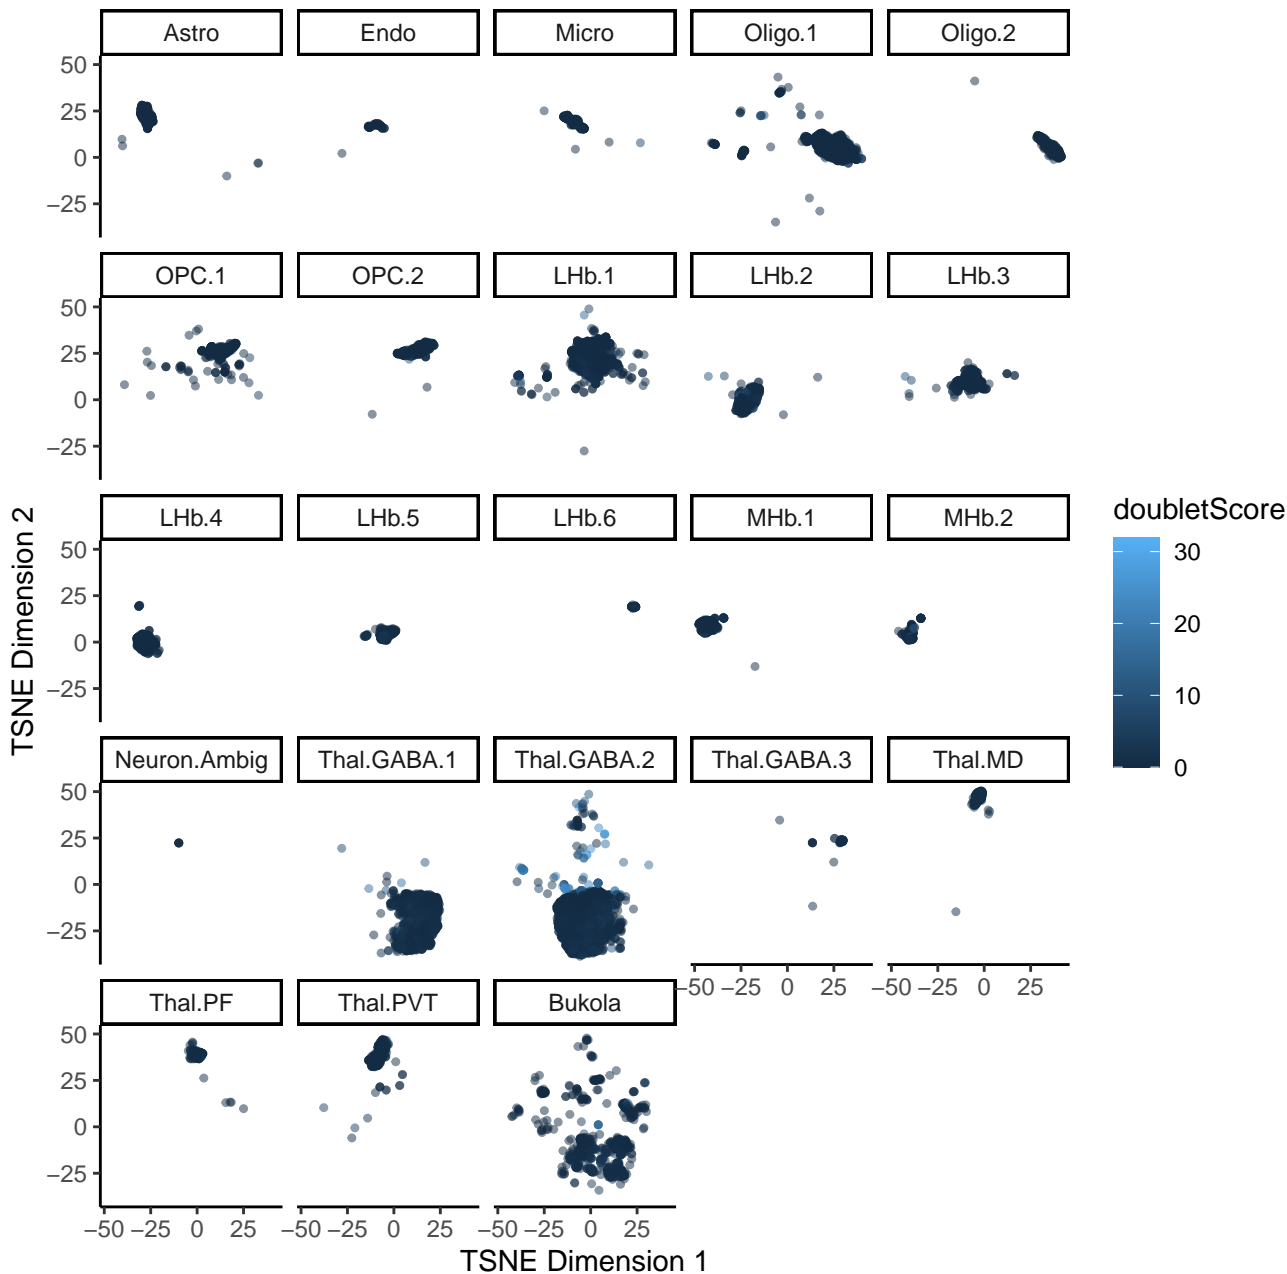 Astro Endo Micro Oligo.1 Oligo.2
50
25
0
−25
OPC.1 OPC.2 LHb.1 LHb.2 LHb.3
50
25
0
−25
LHb.4 LHb.5 LHb.6 MHb.1 MHb.2
50
25
0
−25
Neuron.Ambig Thal.GABA.1 Thal.GABA.2 Thal.GABA.3 Thal.MD
50
25
0
−25
−50 −25 0 25 −50 −25 0 25
Thal.PF Thal.PVT Bukola
50
25
0
−25
−50 −25 0 25 −50 −25 0 25 −50 −25 0 25
TSNE Dimension 1
TSNE Dimension 2
doubletScore
30
20
10
0